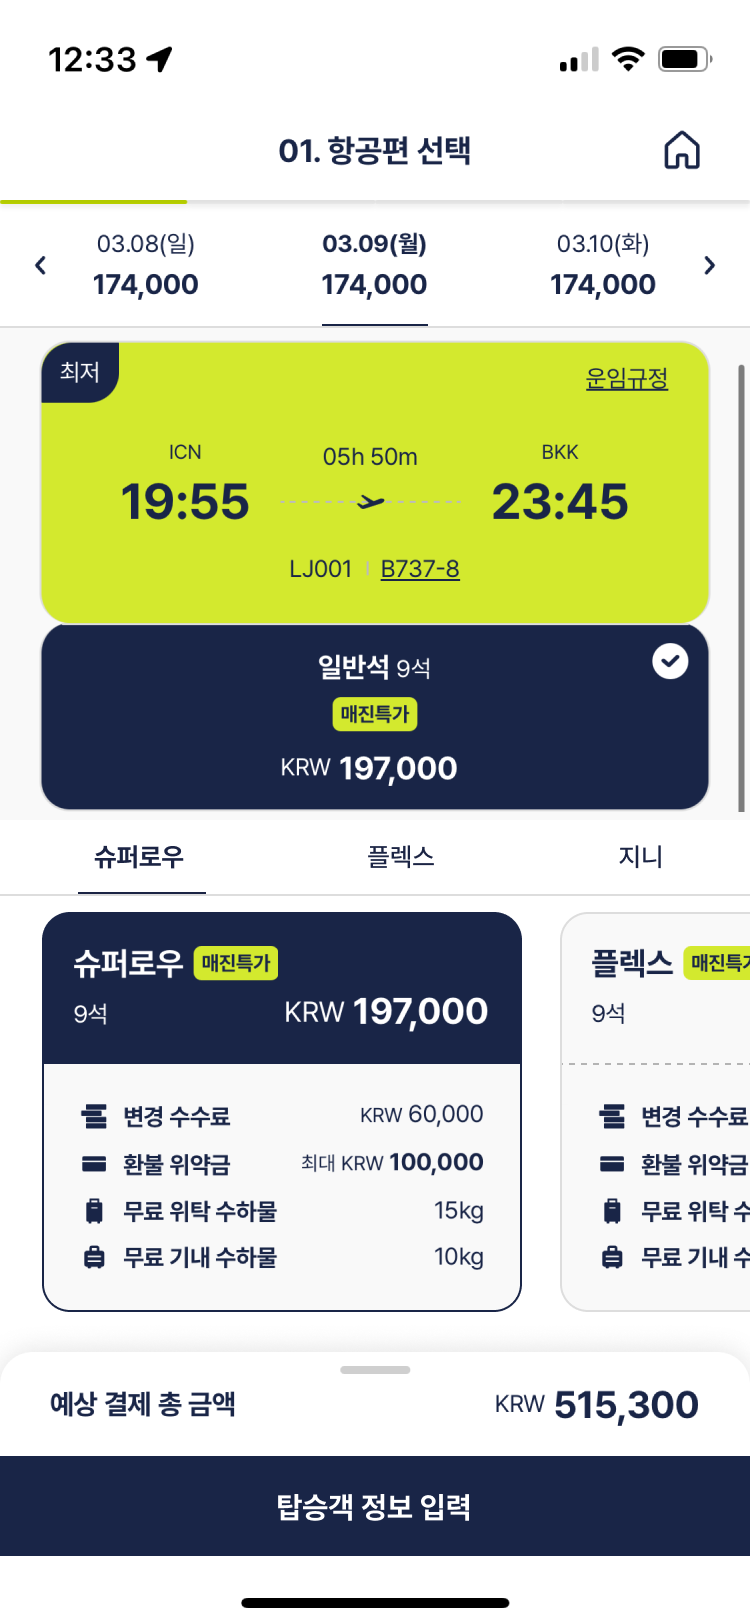 12:33
01. 항공편 선택
03.08(일) 03.09(월) 03.10(화)
174,000 174,000 174,000
최저 운임규정
ICN 05h 50m BKK
19:55 23:45
LJ001 | B737-8
일반석 9석
매진특가
KRW 197,000
슈퍼로우 플렉스 지니
슈퍼로우 매진특가
9석 KRW 197,000
변경 수수료 KRW 60,000
환불 위약금 최대 KRW 100,000
무료 위탁 수하물 15kg
무료 기내 수하물 10kg
플렉스 매진특가
9석
변경 수수료
환불 위약금
무료 위탁 수
무료 기내 수
예상 결제 총 금액 KRW 515,300
탑승객 정보 입력